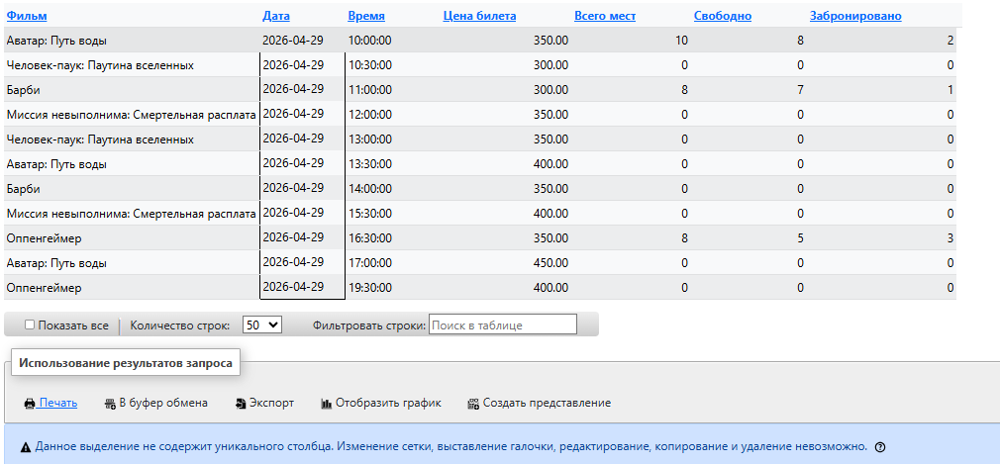 Фильм Дата Время Цена билета Всего мест Свободно Забронировано
Аватар: Путь воды 2026-04-29 10:00:00 350.00 10 8 2
Человек-паук: Паутина вселенных 2026-04-29 10:30:00 300.00 0 0 0
Барби 2026-04-29 11:00:00 300.00 8 7 1
Миссия невыполнима: Смертельная расплата 2026-04-29 12:00:00 350.00 0 0 0
Человек-паук: Паутина вселенных 2026-04-29 13:00:00 350.00 0 0 0
Аватар: Путь воды 2026-04-29 13:30:00 400.00 0 0 0
Барби 2026-04-29 14:00:00 350.00 0 0 0
Миссия невыполнима: Смертельная расплата 2026-04-29 15:30:00 400.00 0 0 0
Оппенгеймер 2026-04-29 16:30:00 350.00 8 5 3
Аватар: Путь воды 2026-04-29 17:00:00 450.00 0 0 0
Оппенгеймер 2026-04-29 19:30:00 400.00 0 0 0
Показать все Количество строк: 50 Фильтровать строки: Поиск в таблице
Использование результатов запроса
Печать В буфер обмена Экспорт Отобразить график Создать представление
Данное выделение не содержит уникального столбца. Изменение сетки, выставление галочки, редактирование, копирование и удаление невозможно.